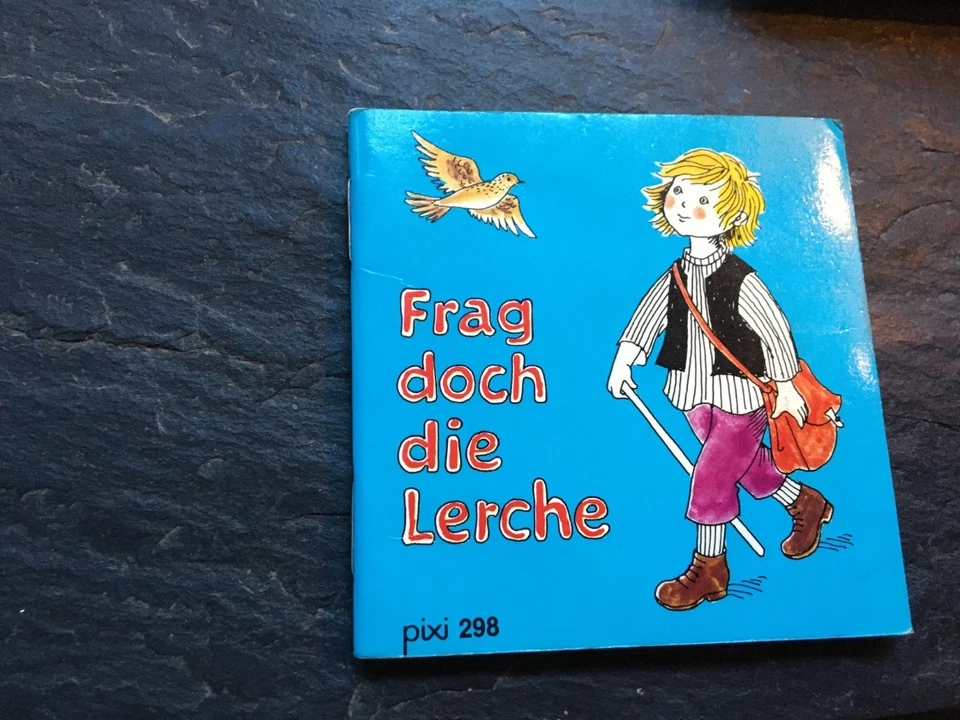 Frag
doch
die
Lerche
pixi 298